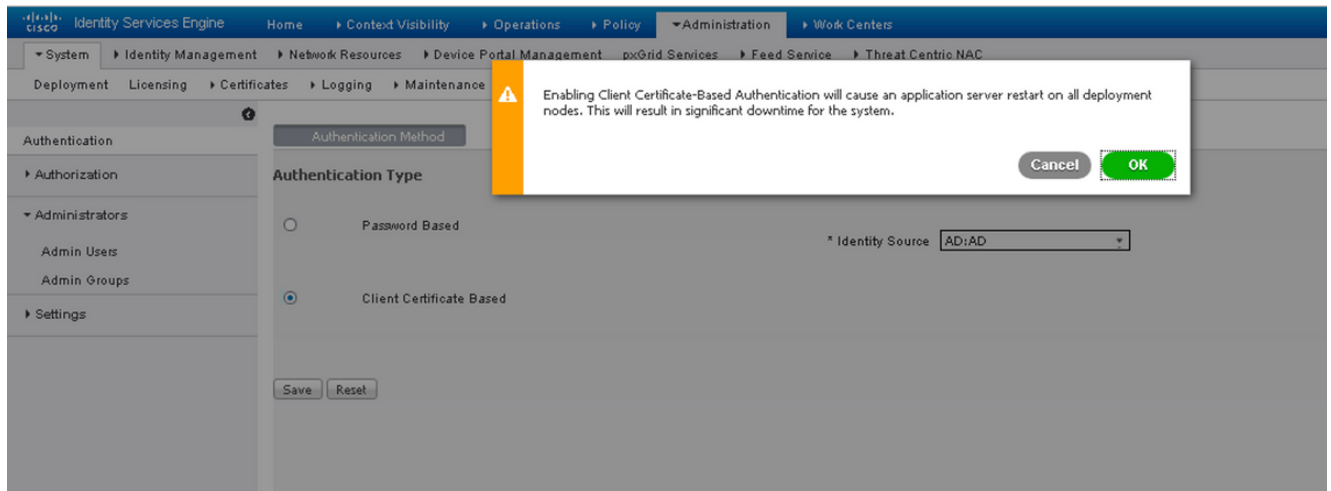 CISCO Identity Services Engine Home Context Visibility Operations Policy Administration Work Centers
System Identity Management Network Resources Device Portal Management pxGrid Services Feed Service Threat Centric NAC
Deployment Licensing Certificates Logging Maintenance
Enabling Client Certificate-Based Authentication will cause an application server restart on all deployment
nodes. This will result in significant downtime for the system.
Cancel OK
Authentication
Authorization
Administrators
Admin Users
Admin Groups
Settings
Authentication Method
Authentication Type
Password Based
* Identity Source AD:AD
Client Certificate Based
Save Reset